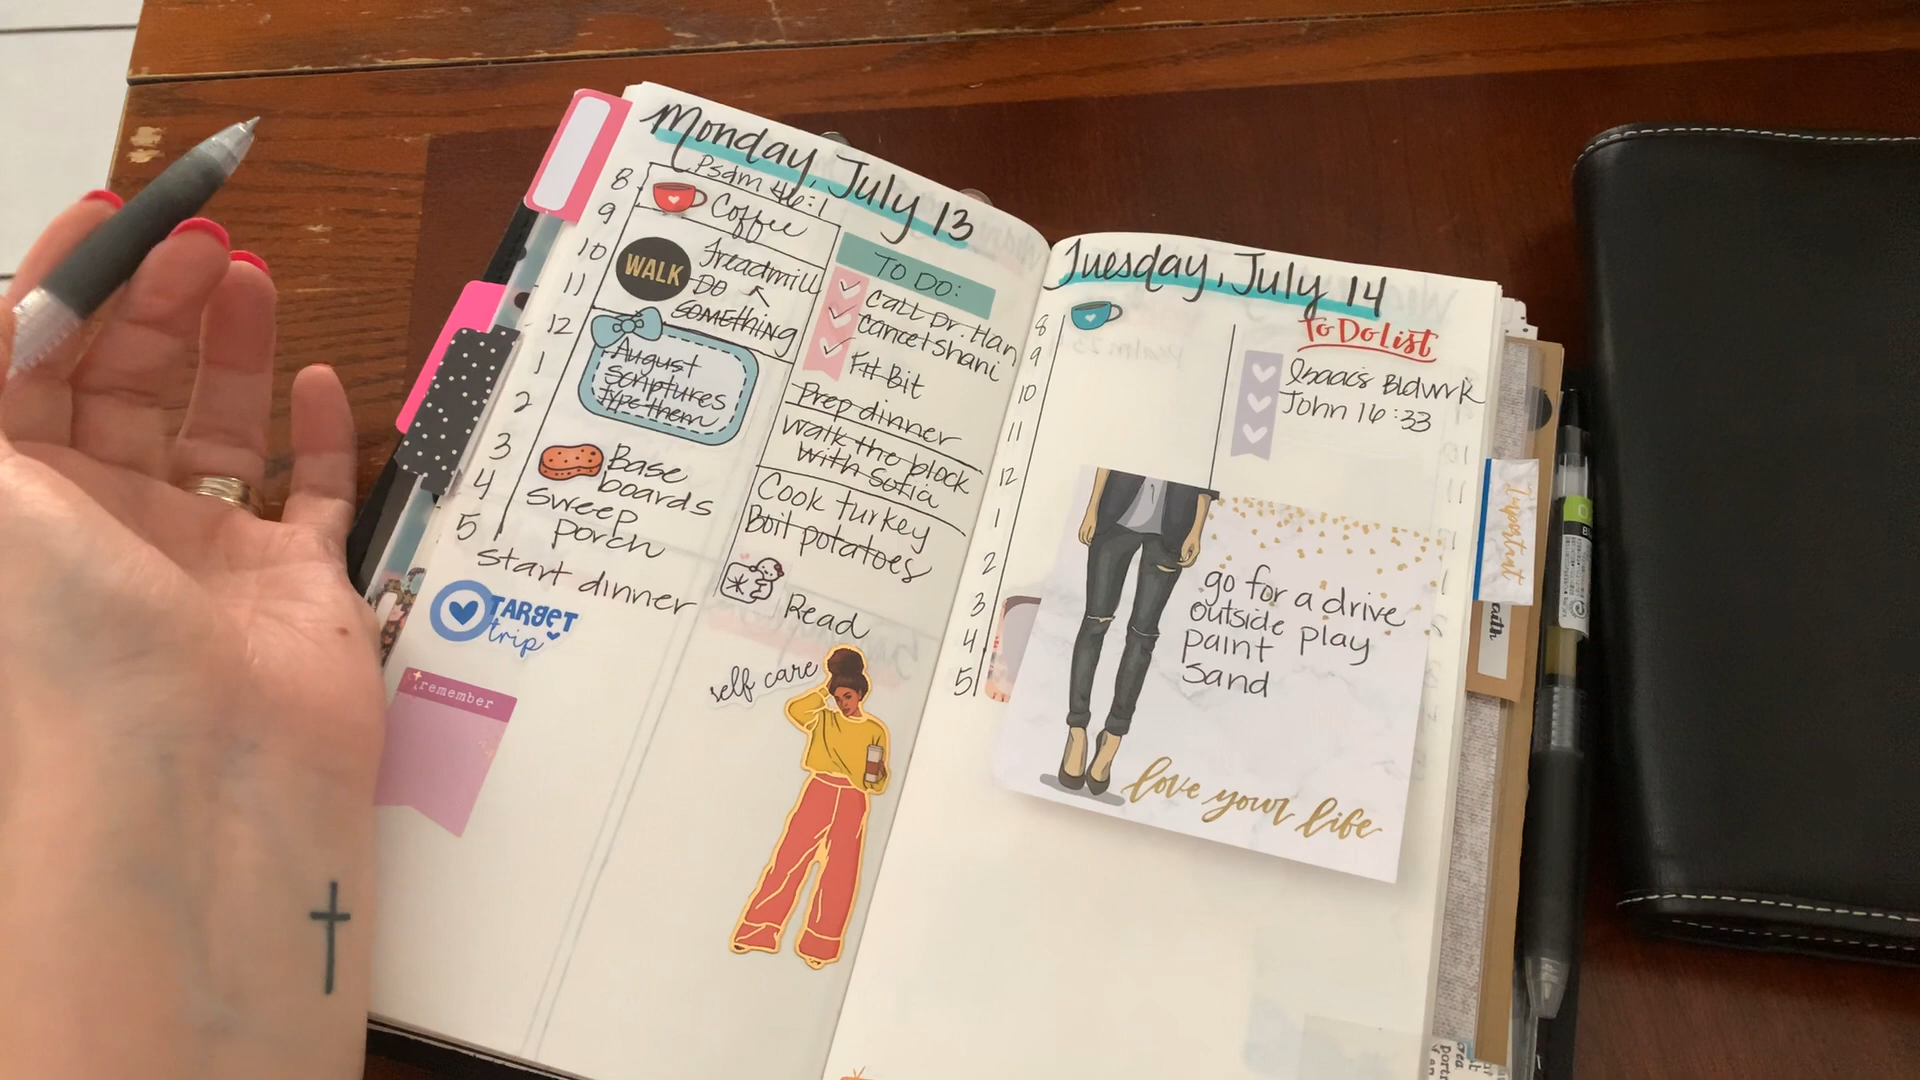 Monday, July 13
Psalm 46:1
8
9
10
11
12
1
2
3
4
5
Coffee
WALK
Treadmill
DO
SOMETHING
August
Scriptures
Type them
Base
boards
Sweep
porch
Start dinner
TARGET
trip
remember
TO DO:
Call Dr. Han
Cancel Shani
Fit Bit
Prep dinner
Walk the block
with Sofia
Cook turkey
Boil potatoes
Read
self care
Tuesday, July 14
8
9
10
11
12
1
2
3
4
5
To Do List
Isaacs Bldwrk
John 16:33
go for a drive
outside play
paint
sand
love your life
Important
faith